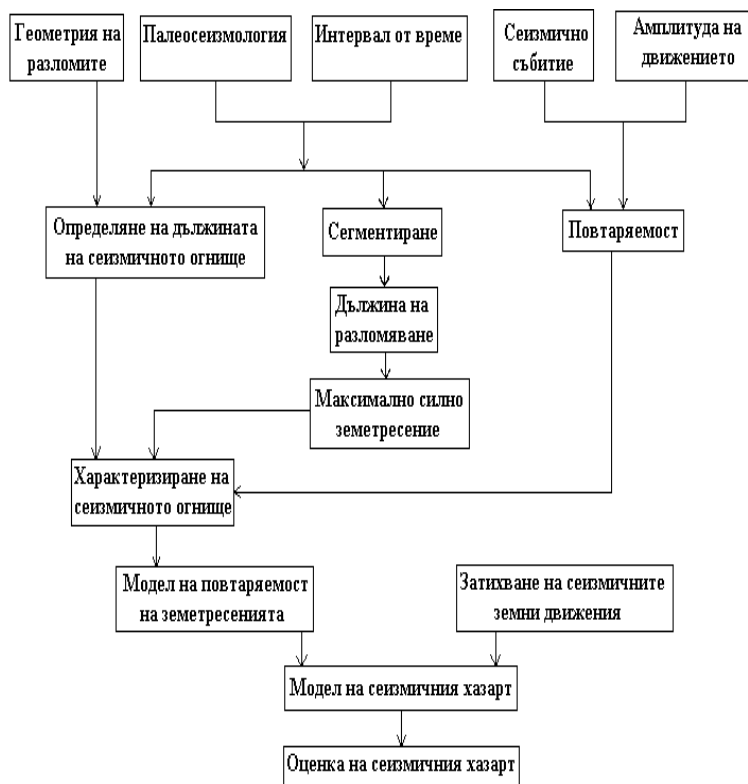 Геометрия на
разломите
Палеосеизмология
Интервал от време
Сеизмично
събитие
Амплитуда на
движението
Определяне на дължината
на сеизмичното огнище
Сегментиране
Повтаряемост
Дължина на
разломяване
Максимално силно
земетресение
Характеризиране на
сеизмичното огнище
Модел на повтаряемост
на земетресенията
Затихване на сеизмичните
земни движения
Модел на сеизмичния хазарт
Оценка на сеизмичния хазарт